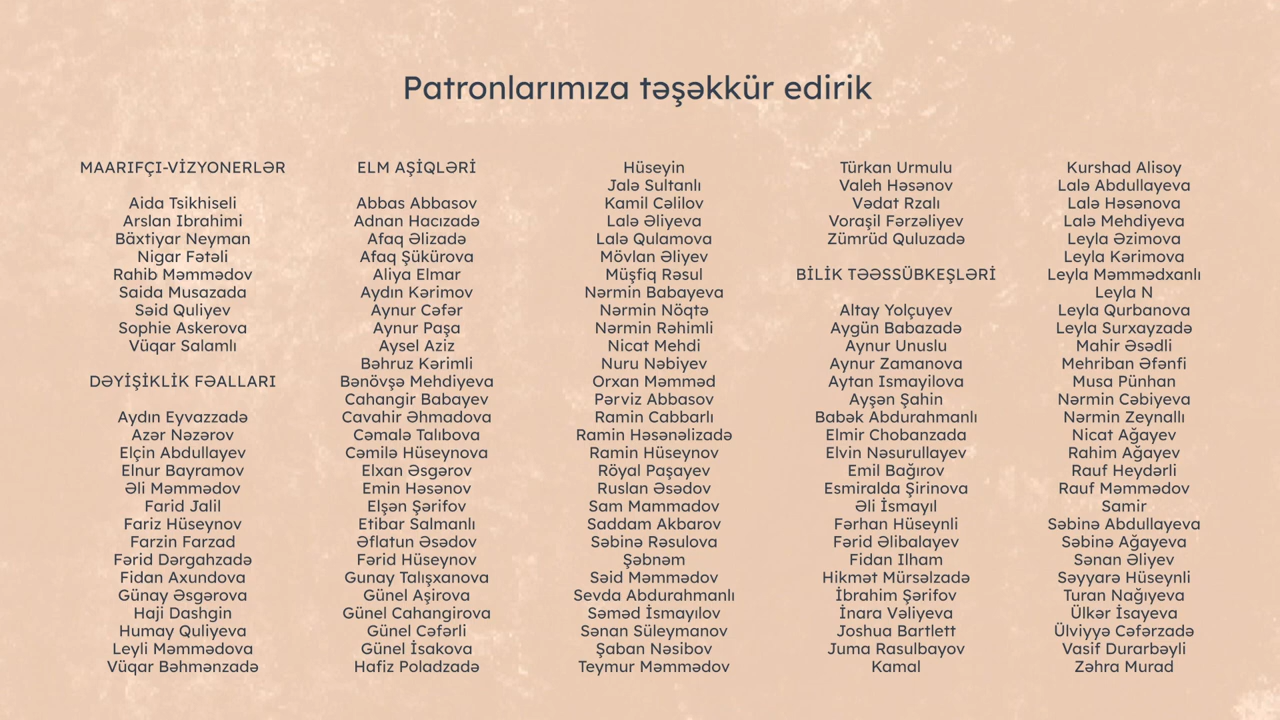 Patronlarımıza təşəkkür edirik
MAARIFÇI-VİZYONERLƏR
Aida Tsikhiseli
Arslan Ibrahimi
Bäxtiyar Neyman
Nigar Fətəli
Rahib Məmmədov
Saida Musazada
Səid Quliyev
Sophie Askerova
Vüqar Salamlı
DƏYİŞİKLİK FƏALLARI
Aydın Eyvazzadə
Azər Nəzərov
Elçin Abdullayev
Elnur Bayramov
Əli Məmmədov
Farid Jalil
Fariz Hüseynov
Farzin Farzad
Fərid Dərgahzadə
Fidan Axundova
Günay Əsgərova
Haji Dashgin
Humay Quliyeva
Leyli Məmmədova
Vüqar Bəhmənzadə
ELM AŞİQLƏRİ
Abbas Abbasov
Adnan Hacızadə
Afaq Əlizadə
Afaq Şükürova
Aliya Elmar
Aydın Kərimov
Aynur Cəfər
Aynur Paşa
Aysel Aziz
Bəhruz Kərimli
Bənövşə Mehdiyeva
Cahangir Babayev
Cavahir Əhmədova
Cəmalə Talıbova
Cəmilə Hüseynova
Elxan Əsgərov
Emin Həsənov
Elşən Şərifov
Etibar Salmanlı
Əflatun Əsədov
Fərid Hüseynov
Gunay Talışxanova
Günel Aşirova
Günel Cahangirova
Günel Cəfərli
Günel İsakova
Hafiz Poladzadə
Hüseyin
Jalə Sultanlı
Kamil Cəlilov
Lalə Əliyeva
Lalə Qulamova
Mövlan Əliyev
Müşfiq Rəsul
Nərmin Babayeva
Nərmin Nöqtə
Nərmin Rəhimli
Nicat Mehdi
Nuru Nəbiyev
Orxan Məmməd
Pərviz Abbasov
Ramin Cabbarlı
Ramin Həsənəlizadə
Ramin Hüseynov
Röyal Paşayev
Ruslan Əsədov
Sam Mammadov
Saddam Akbarov
Səbinə Rəsulova
Şəbnəm
Səid Məmmədov
Sevda Abdurahmanlı
Səməd İsmayılov
Sənan Süleymanov
Şaban Nəsibov
Teymur Məmmədov
Türkan Urmulu
Valeh Həsənov
Vədat Rzalı
Voraşil Fərzəliyev
Zümrüd Quluzadə
BİLİK TƏƏSSÜBKEŞLƏRİ
Altay Yolçuyev
Aygün Babazadə
Aynur Unuslu
Aynur Zamanova
Aytan Ismayilova
Ayşən Şahin
Babək Abdurahmanlı
Elmir Chobanzada
Elvin Nəsurullayev
Emil Bağırov
Esmiralda Şirinova
Əli İsmayıl
Fərhan Hüseynli
Fərid Əlibalayev
Fidan Ilham
Hikmət Mürsəlzadə
İbrahim Şərifov
İnara Vəliyeva
Joshua Bartlett
Juma Rasulbayov
Kamal
Kurshad Alisoy
Lalə Abdullayeva
Lalə Həsənova
Lalə Mehdiyeva
Leyla Əzimova
Leyla Kərimova
Leyla Məmmədxanlı
Leyla N
Leyla Qurbanova
Leyla Surxayzadə
Mahir Əsədli
Mehriban Əfənfi
Musa Pünhan
Nərmin Cəbiyeva
Nərmin Zeynallı
Nicat Ağayev
Rahim Ağayev
Rauf Heydərli
Rauf Məmmədov
Samir
Səbinə Abdullayeva
Səbinə Ağayeva
Sənan Əliyev
Səyyarə Hüseynli
Turan Nağıyeva
Ülkər İsayeva
Ülviyyə Cəfərzadə
Vasif Durarbəyli
Zəhra Murad